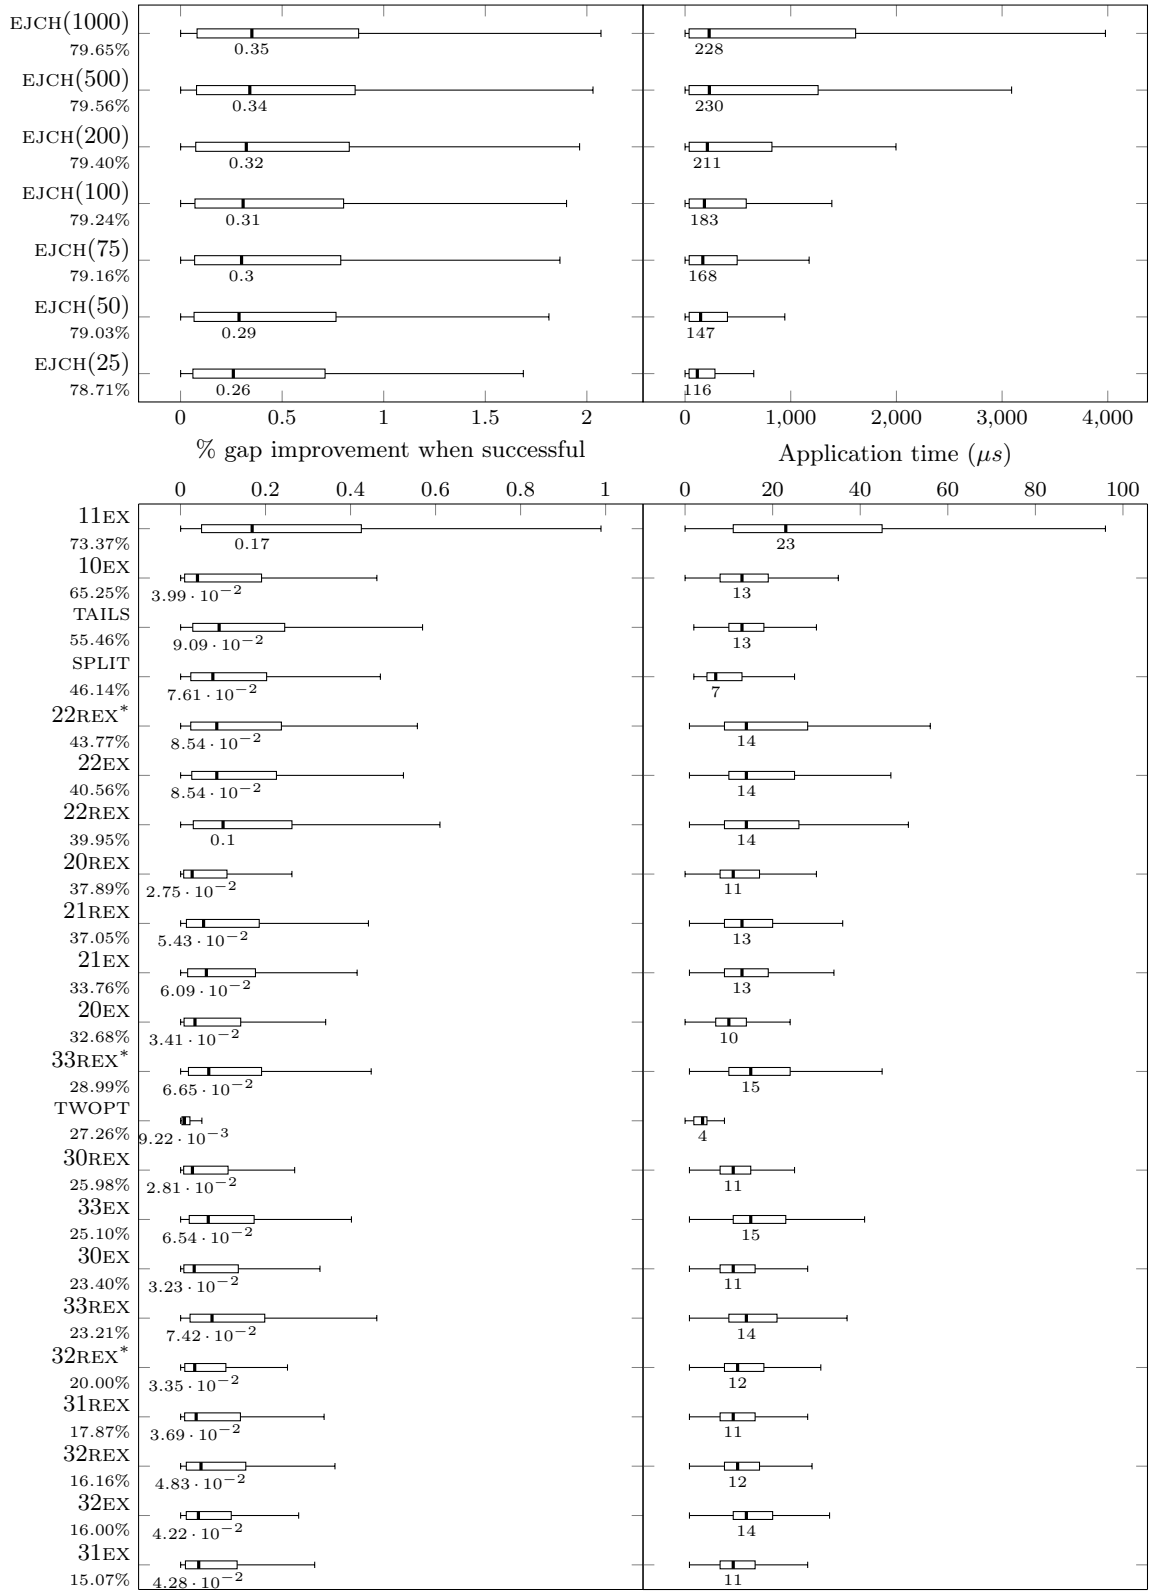 EJCH(1000)
79.65%
0.35
228
EJCH(500)
79.56%
0.34
230
EJCH(200)
79.40%
0.32
211
EJCH(100)
79.24%
0.31
183
EJCH(75)
79.16%
0.3
168
EJCH(50)
79.03%
0.29
147
EJCH(25)
78.71%
0.26
116
0 0.5 1 1.5 2
0 1,000 2,000 3,000 4,000
% gap improvement when successful
Application time (μs)
0 0.2 0.4 0.6 0.8 1
0 20 40 60 80 100
11EX
73.37%
0.17
23
10EX
65.25%
3.99 · 10⁻²
13
TAILS
55.46%
9.09 · 10⁻²
13
SPLIT
46.14%
7.61 · 10⁻²
7
22REX*
43.77%
8.54 · 10⁻²
14
22EX
40.56%
8.54 · 10⁻²
14
22REX
39.95%
0.1
14
20REX
37.89%
2.75 · 10⁻²
11
21REX
37.05%
5.43 · 10⁻²
13
21EX
33.76%
6.09 · 10⁻²
13
20EX
32.68%
3.41 · 10⁻²
10
33REX*
28.99%
6.65 · 10⁻²
15
TWOPT
27.26%
9.22 · 10⁻³
4
30REX
25.98%
2.81 · 10⁻²
11
33EX
25.10%
6.54 · 10⁻²
15
30EX
23.40%
3.23 · 10⁻²
11
33REX
23.21%
7.42 · 10⁻²
14
32REX*
20.00%
3.35 · 10⁻²
12
31REX
17.87%
3.69 · 10⁻²
11
32REX
16.16%
4.83 · 10⁻²
12
32EX
16.00%
4.22 · 10⁻²
14
31EX
15.07%
4.28 · 10⁻²
11